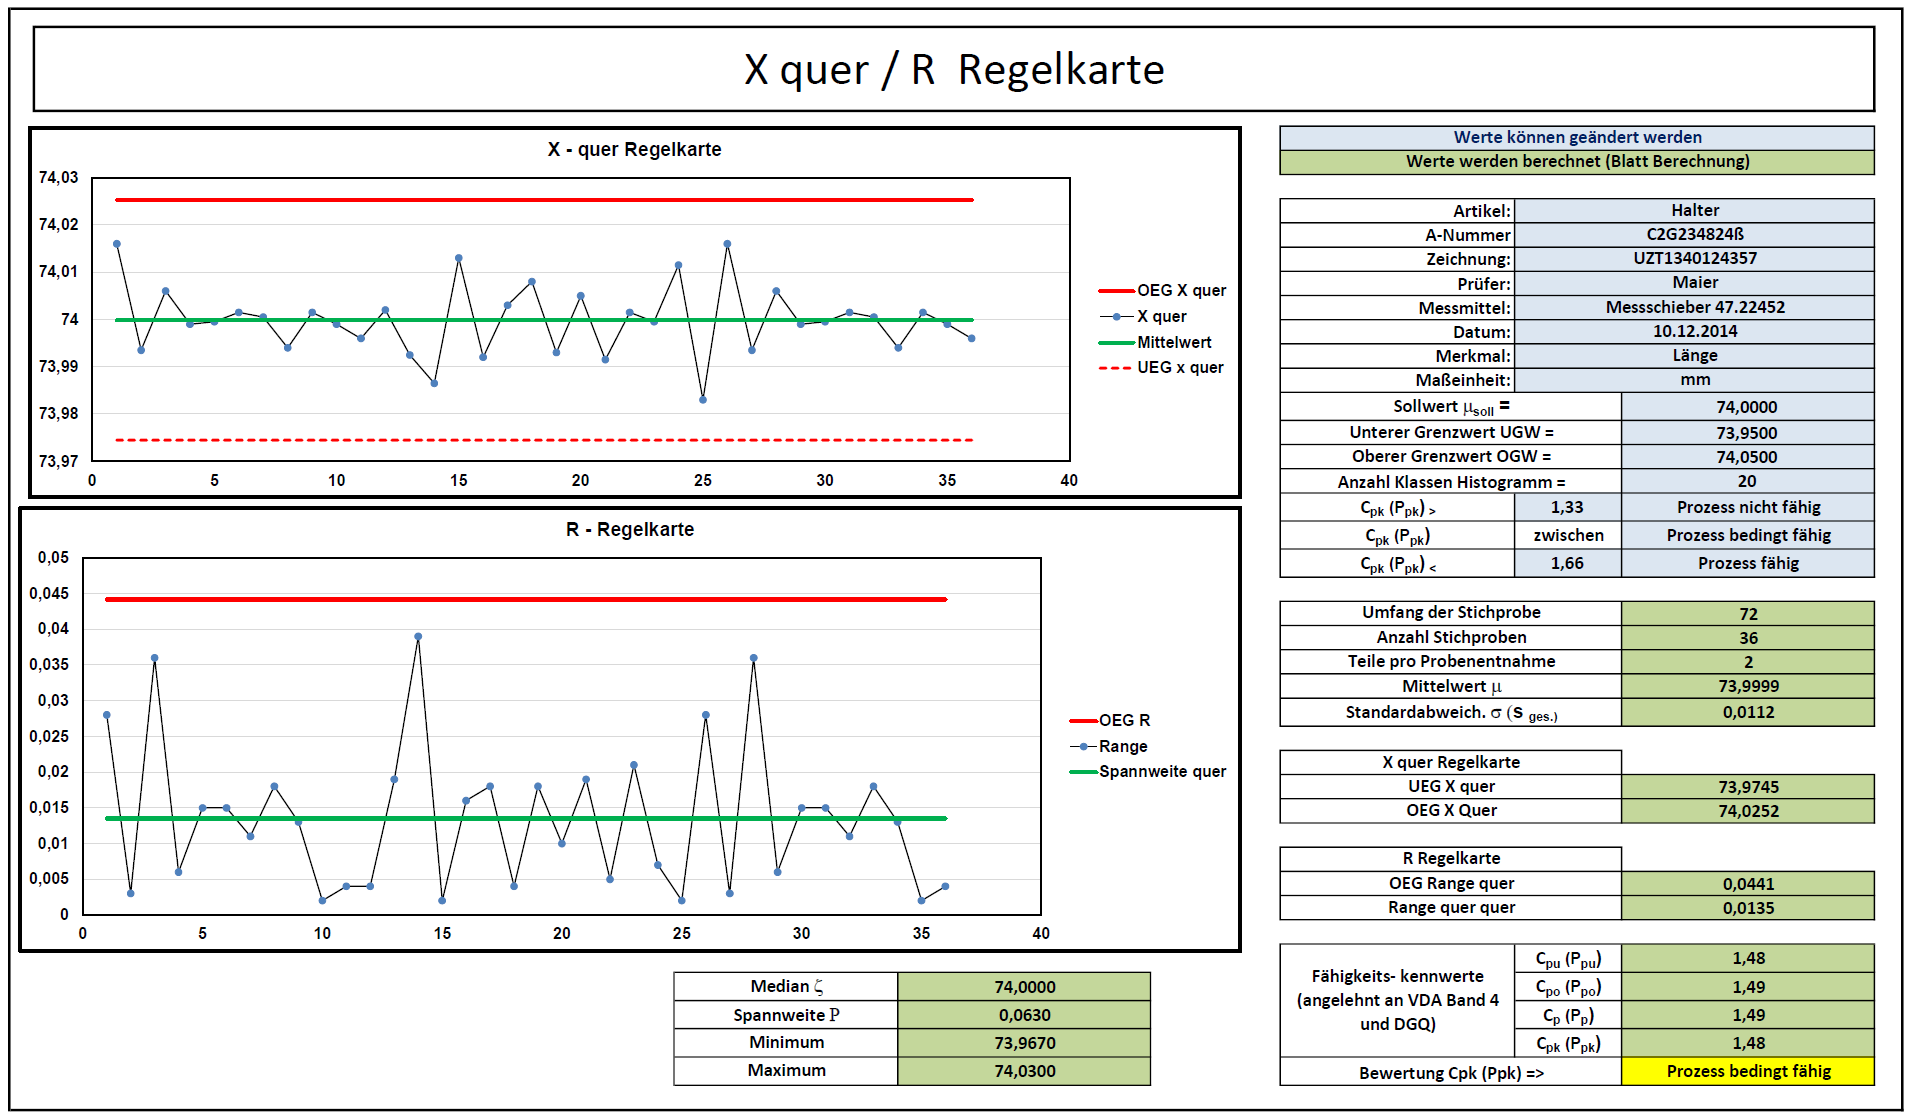 X quer / R  Regelkarte
X - quer Regelkarte
74,03
74,02
74,01
74
73,99
73,98
73,97
0 5 10 15 20 25 30 35 40
OEG X quer
X quer
Mittelwert
UEG x quer
R - Regelkarte
0,05
0,045
0,04
0,035
0,03
0,025
0,02
0,015
0,01
0,005
0
0 5 10 15 20 25 30 35 40
OEG R
Range
Spannweite quer
Median ζ 74,0000
Spannweite P 0,0630
Minimum 73,9670
Maximum 74,0300
Werte können geändert werden
Werte werden berechnet (Blatt Berechnung)
Artikel: Halter
A-Nummer C2G234824ß
Zeichnung: UZT1340124357
Prüfer: Maier
Messmittel: Messschieber 47.22452
Datum: 10.12.2014
Merkmal: Länge
Maßeinheit: mm
Sollwert μsoll = 74,0000
Unterer Grenzwert UGW = 73,9500
Oberer Grenzwert OGW = 74,0500
Anzahl Klassen Histogramm = 20
Cpk (Ppk) > 1,33 Prozess nicht fähig
Cpk (Ppk) zwischen Prozess bedingt fähig
Cpk (Ppk) < 1,66 Prozess fähig
Umfang der Stichprobe 72
Anzahl Stichproben 36
Teile pro Probenentnahme 2
Mittelwert μ 73,9999
Standardabweich. σ (s ges.) 0,0112
X quer Regelkarte
UEG X quer 73,9745
OEG X Quer 74,0252
R Regelkarte
OEG Range quer 0,0441
Range quer quer 0,0135
Fähigkeits- kennwerte
(angelehnt an VDA Band 4
und DGQ)
Cpu (Ppu) 1,48
Cpo (Ppo) 1,49
Cp (Pp) 1,49
Cpk (Ppk) 1,48
Bewertung Cpk (Ppk) => Prozess bedingt fähig